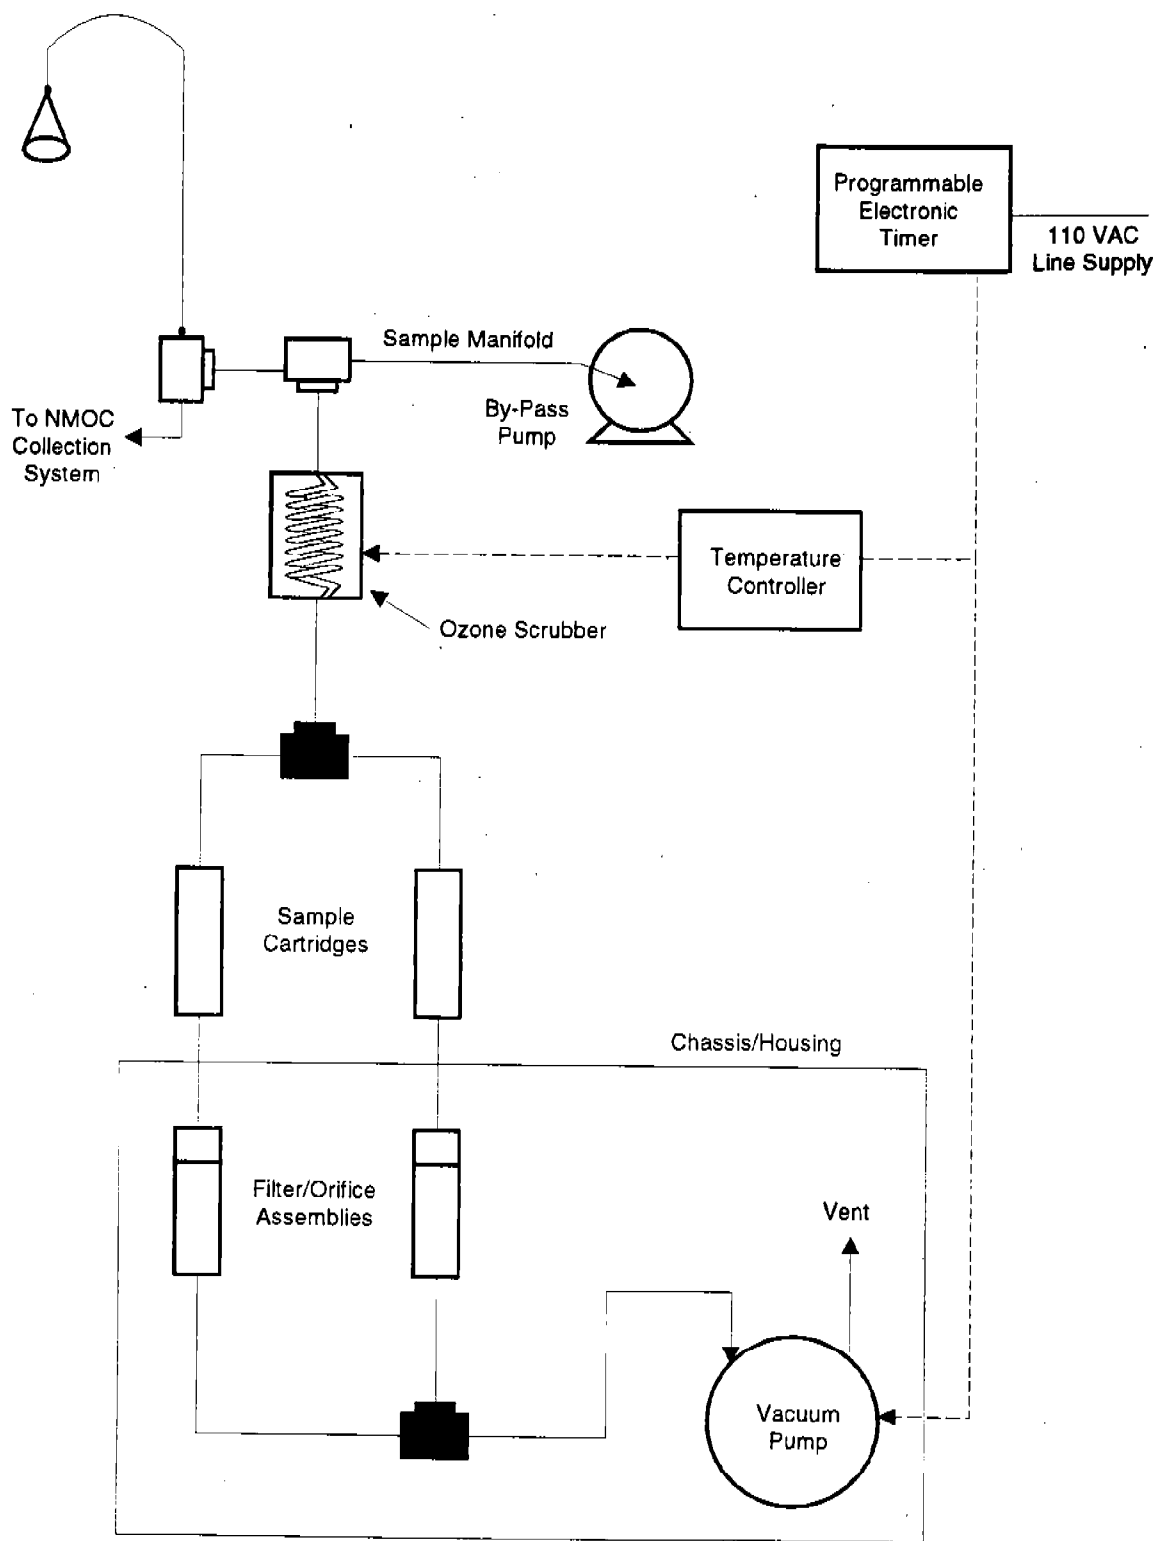 Programmable
Electronic
Timer
110 VAC
Line Supply
Sample Manifold
By-Pass
Pump
To NMOC
Collection
System
Temperature
Controller
Ozone Scrubber
Sample
Cartridges
Chassis/Housing
Filter/Orifice
Assemblies
Vent
Vacuum
Pump